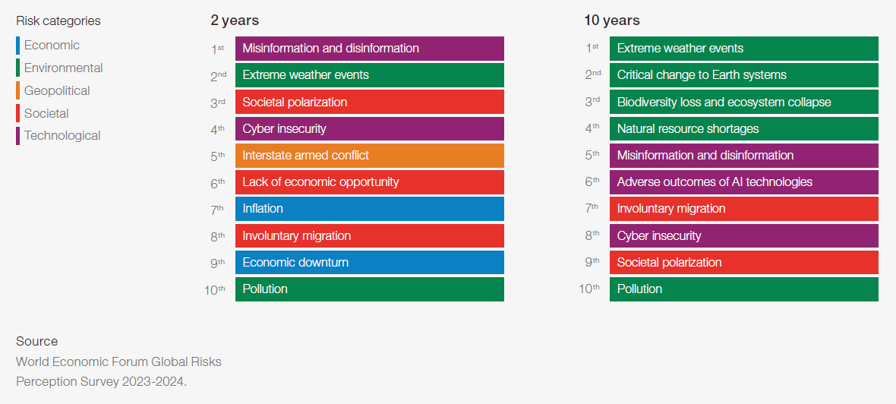 Risk categories
Economic
Environmental
Geopolitical
Societal
Technological
2 years
1st Misinformation and disinformation
2nd Extreme weather events
3rd Societal polarization
4th Cyber insecurity
5th Interstate armed conflict
6th Lack of economic opportunity
7th Inflation
8th Involuntary migration
9th Economic downturn
10th Pollution
10 years
1st Extreme weather events
2nd Critical change to Earth systems
3rd Biodiversity loss and ecosystem collapse
4th Natural resource shortages
5th Misinformation and disinformation
6th Adverse outcomes of AI technologies
7th Involuntary migration
8th Cyber insecurity
9th Societal polarization
10th Pollution
Source
World Economic Forum Global Risks
Perception Survey 2023-2024.